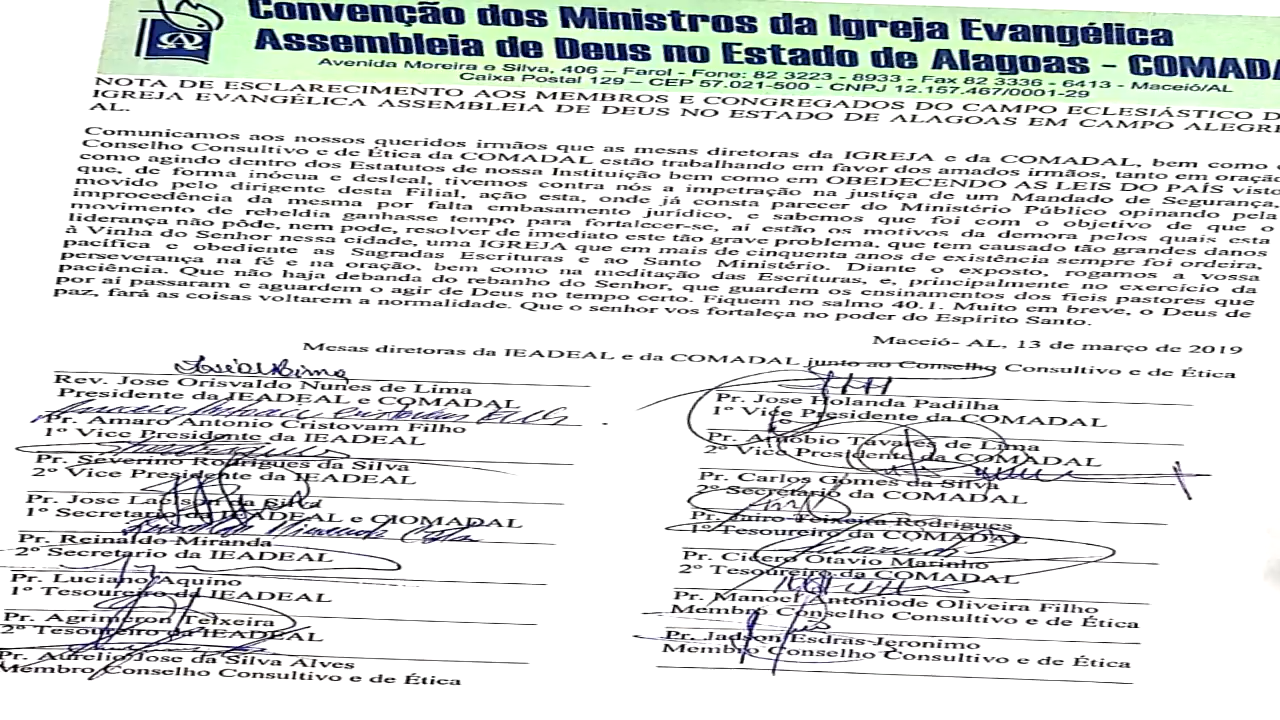 Convenção dos Ministros da Igreja Evangélica
Assembleia de Deus no Estado de Alagoas - COMADA
Avenida Moreira e Silva, 406 – Farol - Fone: 82 3223 - 8933 - Fax 82 3336 - 6413 - Maceió/AL
Caixa Postal 129 – CEP 57.021-500 - CNPJ 12.157.467/0001-29
NOTA DE ESCLARECIMENTO AOS MEMBROS E CONGREGADOS DO CAMPO ECLESIÁSTICO D
IGREJA EVANGÉLICA ASSEMBLEIA DE DEUS NO ESTADO DE ALAGOAS EM CAMPO ALEGRE
AL.
Comunicamos aos nossos queridos irmãos que as mesas diretoras da IGREJA e da COMADAL, bem como o
Conselho Consultivo e de Ética da COMADAL estão trabalhando em favor dos amados irmãos, tanto em oração
como agindo dentro dos Estatutos de nossa Instituição bem como em OBEDECENDO AS LEIS DO PAÍS visto
que, de forma inócua e desleal, tivemos contra nós a impetração na justiça de um Mandado de Segurança,
movido pelo dirigente desta Filial, ação esta, onde já consta parecer do Ministério Público opinando pela
improcedência da mesma por falta embasamento jurídico, e sabemos que foi com o objetivo de que o
movimento de rebeldia ganhasse tempo para fortalecer-se, aí estão os motivos da demora pelos quais esta
liderança não pôde, nem pode, resolver de imediato este tão grave problema, que tem causado tão grandes danos
à Vinha do Senhor nessa cidade, uma IGREJA que em mais de cinquenta anos de existência sempre foi ordeira,
pacífica e obediente as Sagradas Escrituras e ao Santo Ministério. Diante o exposto, rogamos a vossa
perseverança na fé e na oração, bem como na meditação das Escrituras, e, principalmente no exercício da
paciência. Que não haja debanda do rebanho do Senhor, que guardem os ensinamentos dos fieis pastores que
por aí passaram e aguardem o agir de Deus no tempo certo. Fiquem no salmo 40.1. Muito em breve, o Deus de
paz, fará as coisas voltarem a normalidade. Que o senhor vos fortaleça no poder do Espírito Santo.
Maceió- AL, 13 de março de 2019
Mesas diretoras da IEADEAL e da COMADAL junto ao Conselho Consultivo e de Ética
Rev. Jose Orisvaldo Nunes de Lima
Presidente da IEADEAL e COMADAL
Pr. Amaro Antonio Cristovam Filho
1º Vice Presidente da IEADEAL
Pr. Severino Rodrigues da Silva
2º Vice Presidente da IEADEAL
Pr. Jose Laelson da Silva
1º Secretario da IEADEAL e CIOMADAL
Pr. Reinaldo Miranda
2º Secretario da IEADEAL
Pr. Luciano Aquino
1º Tesoureiro da IEADEAL
Pr. Agrimeron Teixeira
2º Tesoureiro da IEADEAL
Pr. Aurelio Jose da Silva Alves
Membro Conselho Consultivo e de Ética
Pr. Jose Holanda Padilha
1º Vice Presidente da COMADAL
Pr. Arnóbio Tavares de Lima
2º Vice Presidente da COMADAL
Pr. Carlos Gomes da Silva
2º Secretario da COMADAL
Pr. Jairo Teixeira Rodrigues
1º Tesoureiro da COMADAL
Pr. Cicero Otavio Marinho
2º Tesoureiro da COMADAL
Pr. Manoel Antoniode Oliveira Filho
Membro Conselho Consultivo e de Ética
Pr. Jadson Esdras Jeronimo
Membro Conselho Consultivo e de Ética